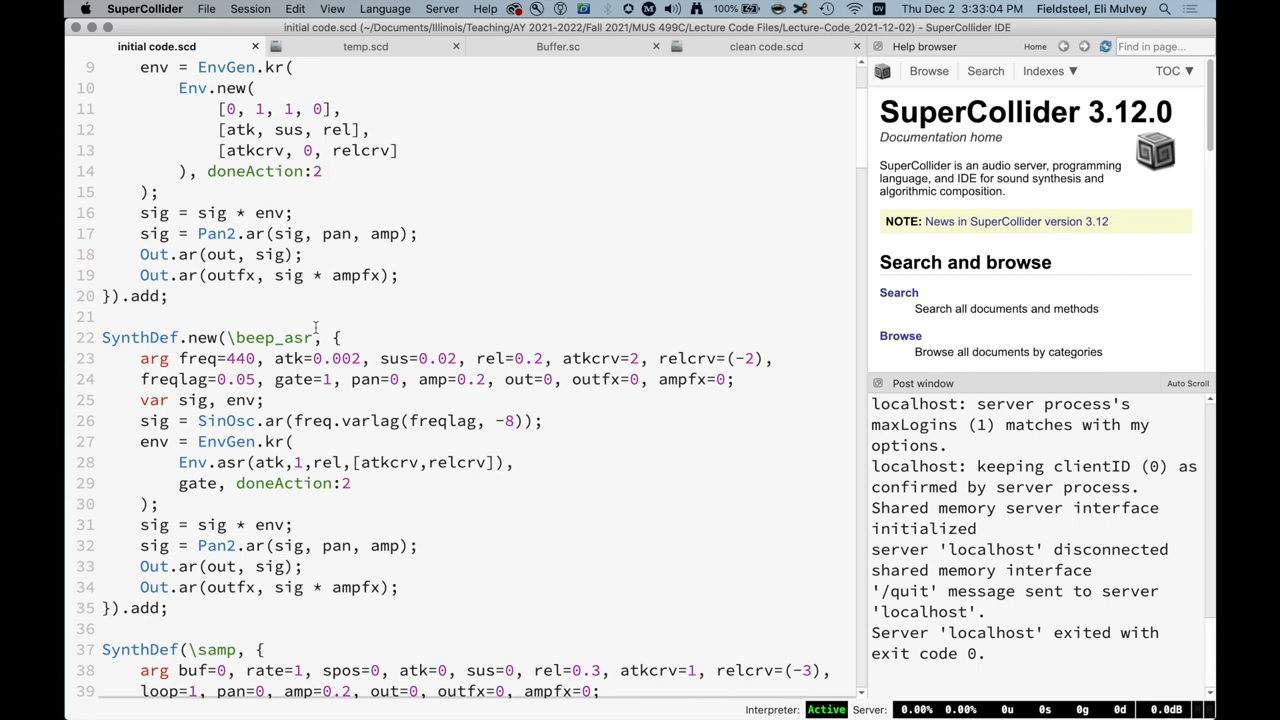 SuperCollider File Session Edit View Language Server Help 100% Thu Dec 2 3:33:04 PM Fieldsteel, Eli Mulvey
initial code.scd (~/Documents/Illinois/Teaching/AY 2021-2022/Fall 2021/MUS 499C/Lecture Code Files/Lecture-Code_2021-12-02) - SuperCollider IDE
initial code.scd temp.scd Buffer.sc clean code.scd
9 env = EnvGen.kr(
10 Env.new(
11 [0, 1, 1, 0],
12 [atk, sus, rel],
13 [atkcrv, 0, relcrv]
14 ), doneAction:2
15 );
16 sig = sig * env;
17 sig = Pan2.ar(sig, pan, amp);
18 Out.ar(out, sig);
19 Out.ar(outfx, sig * ampfx);
20 }).add;
21
22 SynthDef.new(\beep_asr, {
23 arg freq=440, atk=0.002, sus=0.02, rel=0.2, atkcrv=2, relcrv=(-2),
24 freqlag=0.05, gate=1, pan=0, amp=0.2, out=0, outfx=0, ampfx=0;
25 var sig, env;
26 sig = SinOsc.ar(freq.varlag(freqlag, -8));
27 env = EnvGen.kr(
28 Env.asr(atk,1,rel,[atkcrv,relcrv]),
29 gate, doneAction:2
30 );
31 sig = sig * env;
32 sig = Pan2.ar(sig, pan, amp);
33 Out.ar(out, sig);
34 Out.ar(outfx, sig * ampfx);
35 }).add;
36
37 SynthDef(\samp, {
38 arg buf=0, rate=1, spos=0, atk=0, sus=0, rel=0.3, atkcrv=1, relcrv=(-3),
39 loop=1, pan=0, amp=0.2, out=0, outfx=0, ampfx=0;
Help browser Home Find in page...
Browse Search Indexes ▼ TOC ▼
SuperCollider 3.12.0
Documentation home
SuperCollider is an audio server, programming
language, and IDE for sound synthesis and
algorithmic composition.
NOTE: News in SuperCollider version 3.12
Search and browse
Search
Search all documents and methods
Browse
Browse all documents by categories
Post window Auto Scroll
localhost: server process's
maxLogins (1) matches with my
options.
localhost: keeping clientID (0) as
confirmed by server process.
Shared memory server interface
initialized
server 'localhost' disconnected
shared memory interface
'/quit' message sent to server
'localhost'.
Server 'localhost' exited with
exit code 0.
Interpreter: Active Server: 0.00% 0.00% 0u 0s 0g 0d 0.0dB M R